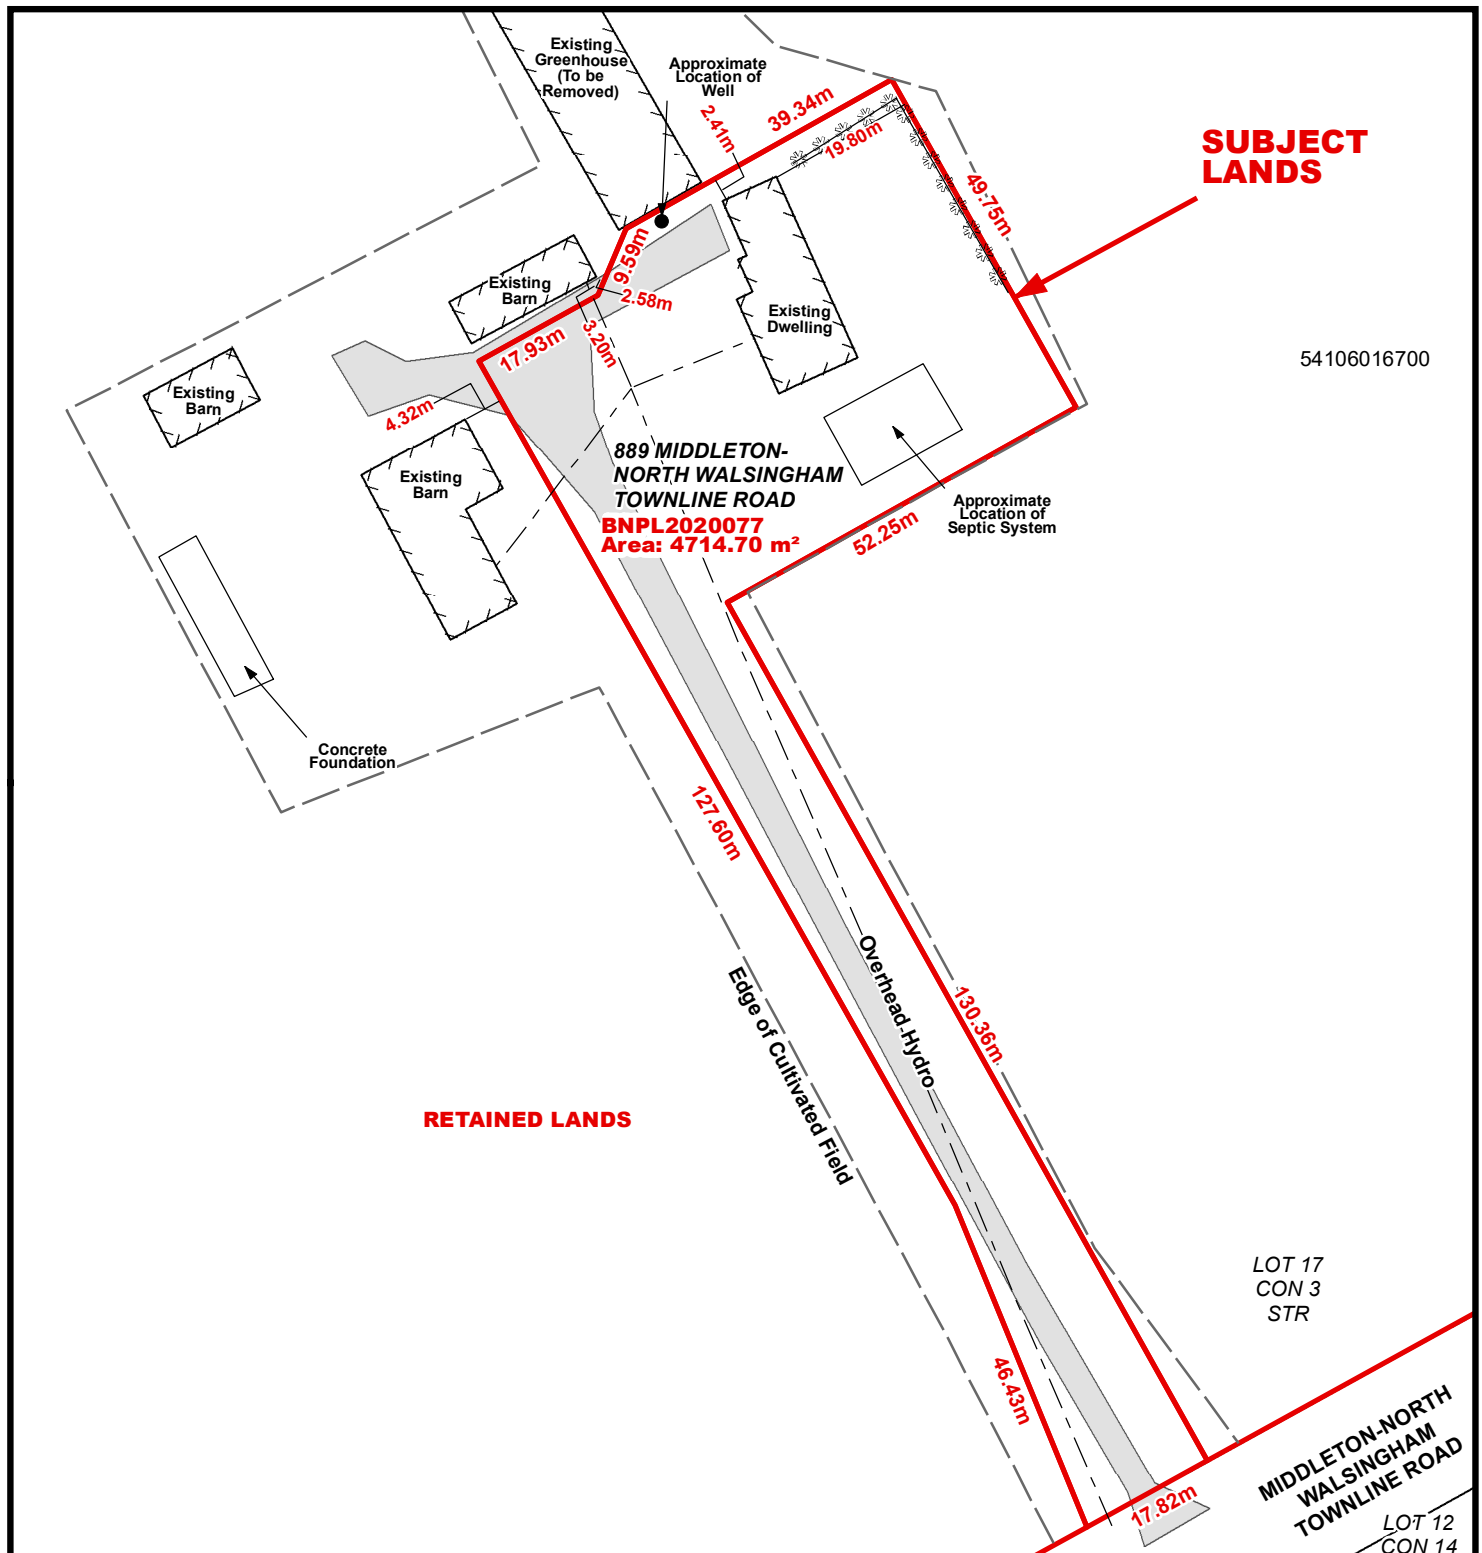 Existing
Greenhouse
(To be
Removed)
Approximate
Location of
Well
2.41m
39.34m
19.80m
SUBJECT
LANDS
49.75m
9.59m
Existing
Barn
2.58m
Existing
Dwelling
3.20m
17.93m
54106016700
Existing
Barn
4.32m
889 MIDDLETON-
NORTH WALSINGHAM
TOWNLINE ROAD
BNPL2020077
Area: 4714.70 m²
Existing
Barn
Approximate
Location of
Septic System
52.25m
Concrete
Foundation
127.60m
Overhead Hydro
130.36m
Edge of Cultivated Field
RETAINED LANDS
LOT 17
CON 3
STR
46.43m
MIDDLETON-NORTH
WALSINGHAM
TOWNLINE ROAD
17.82m
LOT 12
CON 14